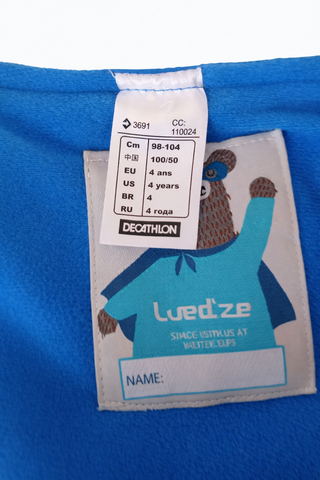 3691 CC: 110024
Cm 98-104
中国 100/50
EU 4 ans
US 4 years
BR 4
RU 4 года
DECATHLON
Lued'ze
NAME: